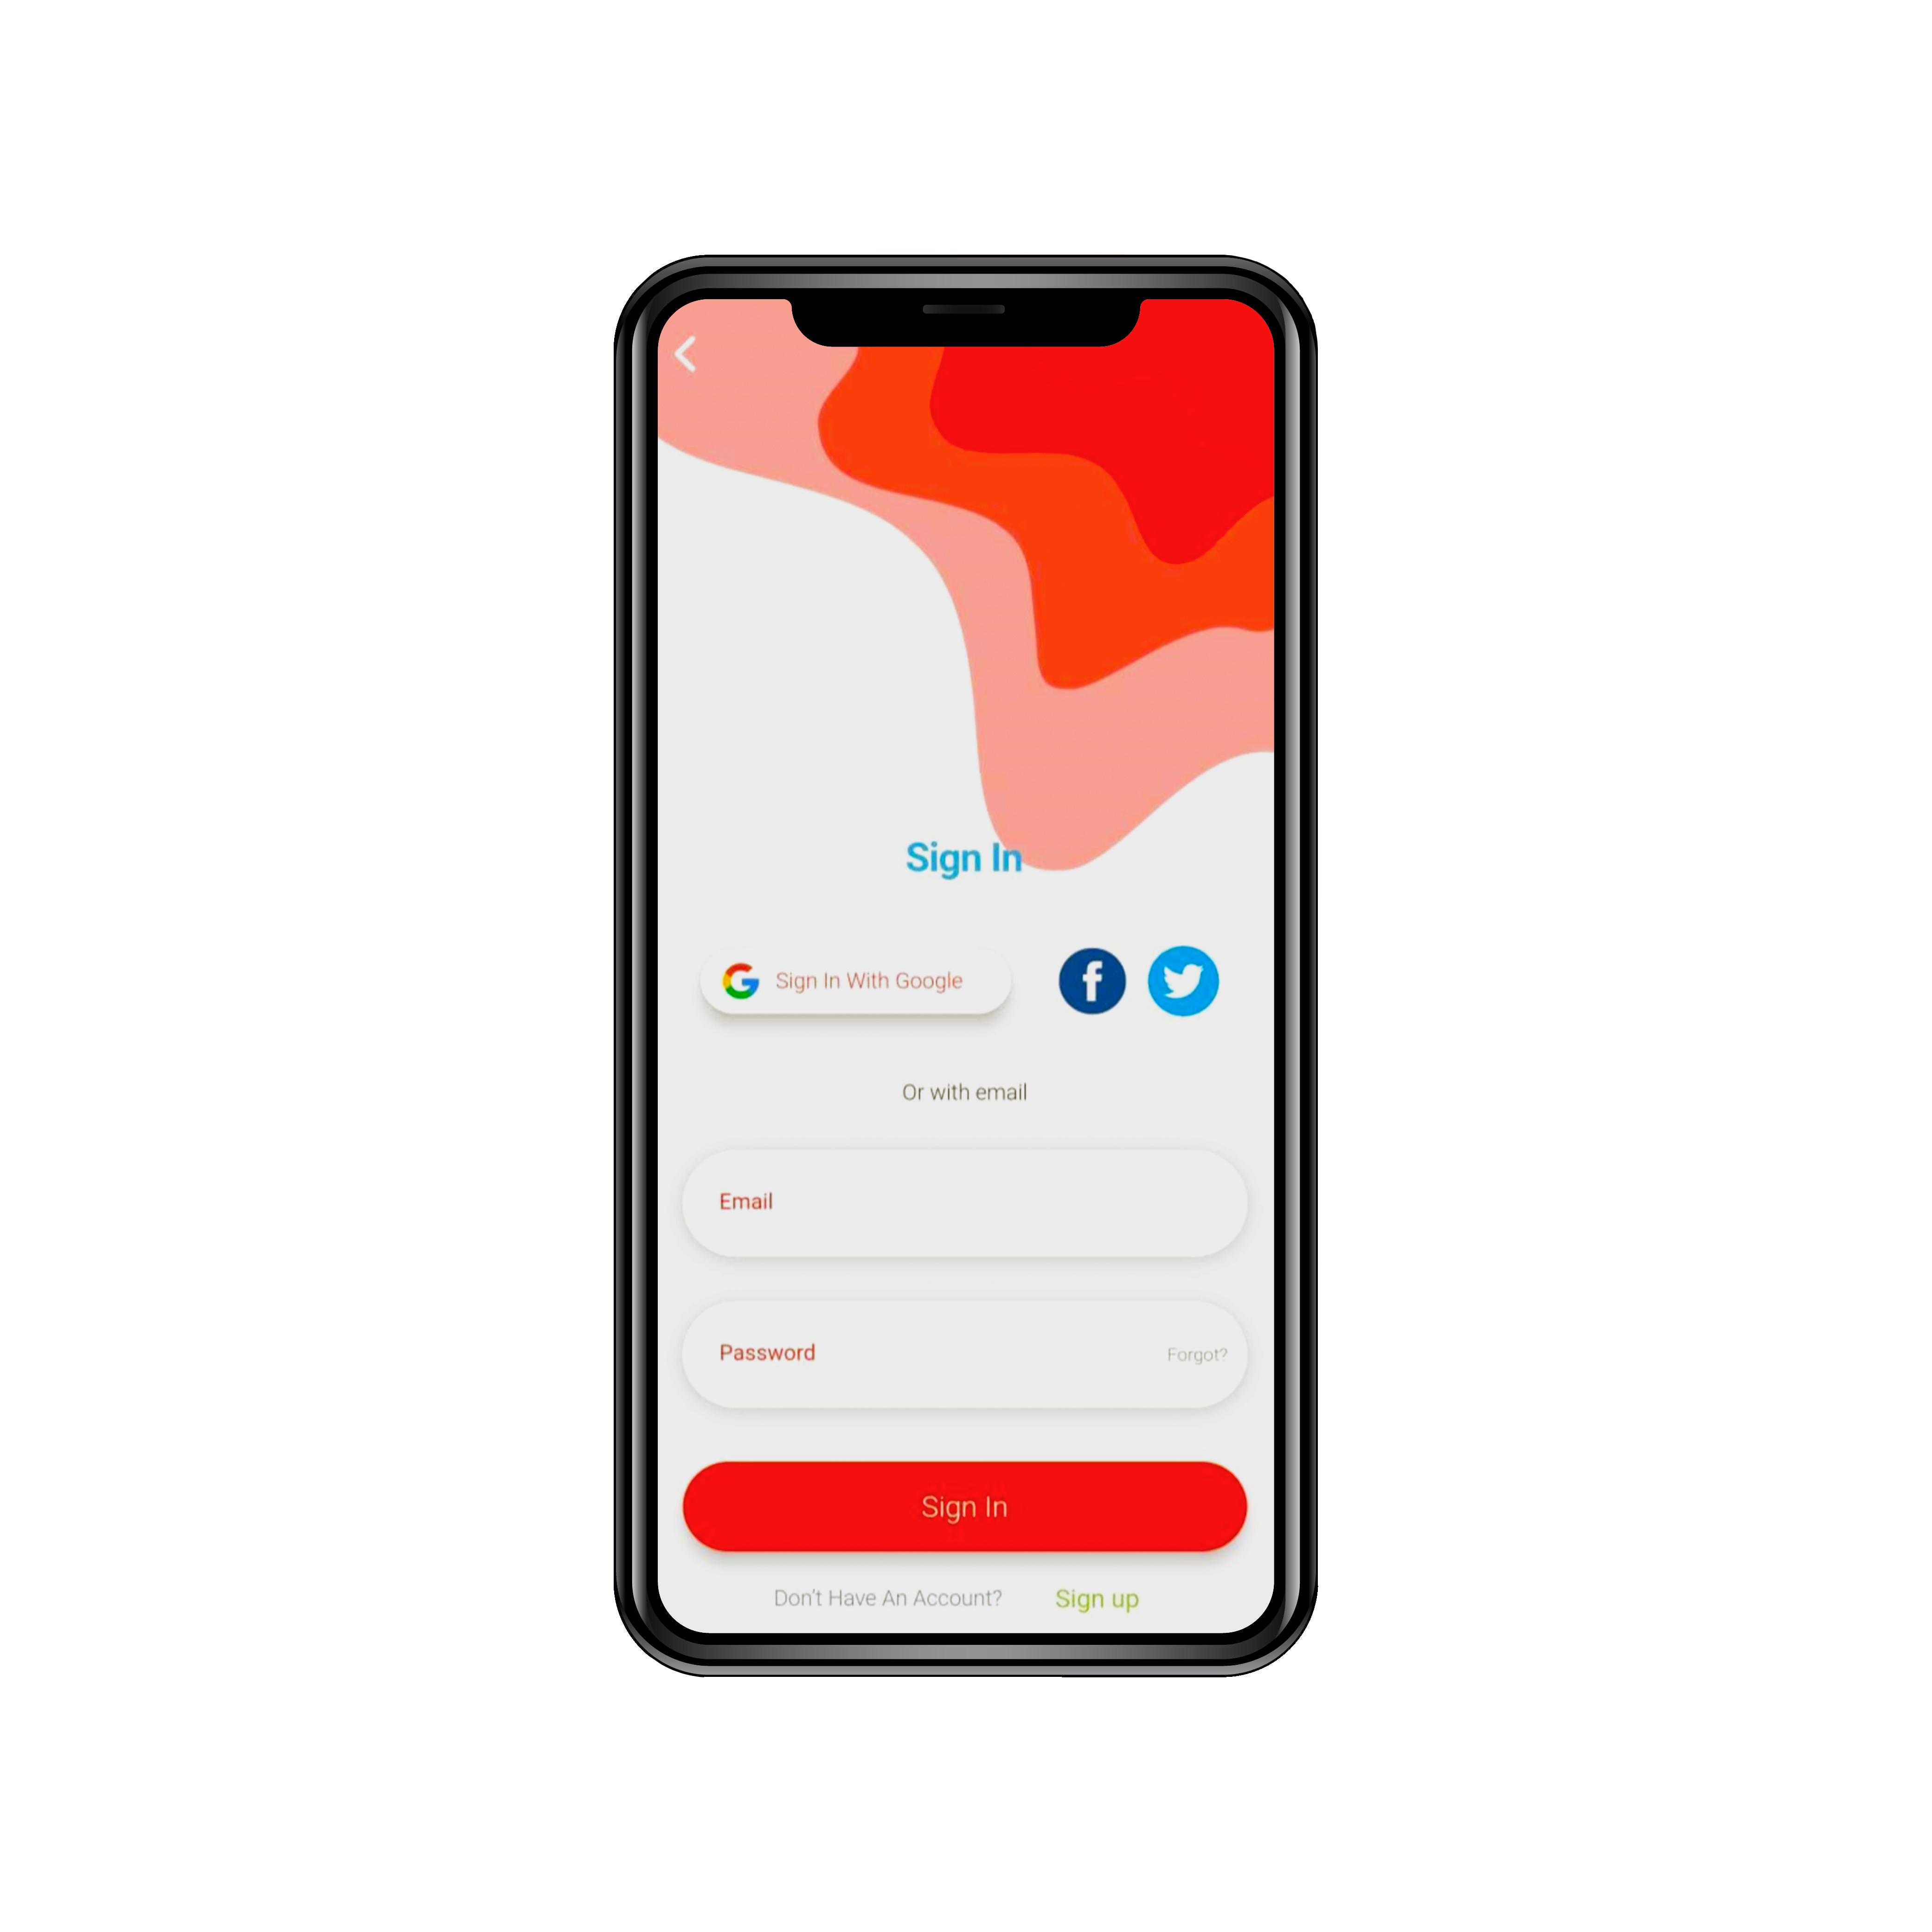 Sign In
Sign In With Google
Or with email
Email
Password Forgot?
Sign In
Don't Have An Account? Sign up